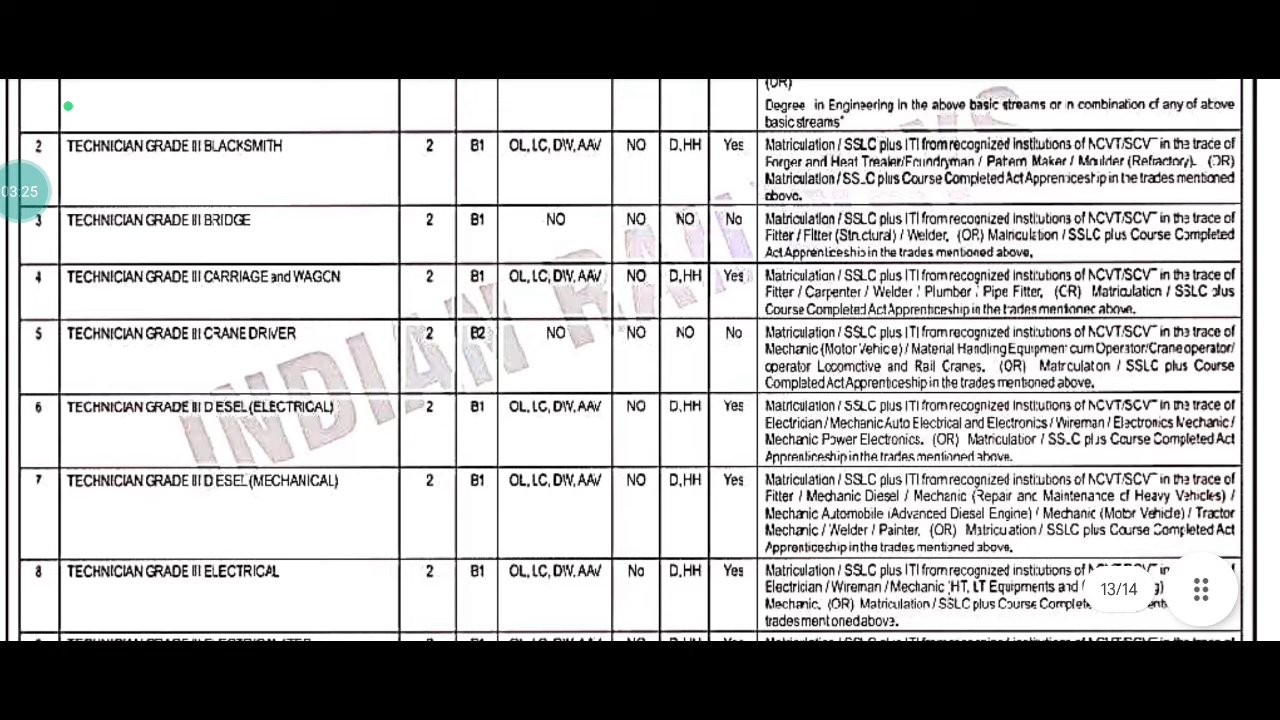 (OR)
Degree in Engineering in the above basic streams or in combination of any of above
basic streams"
2 TECHNICIAN GRADE III BLACKSMITH 2 B1 OL, LC, DW, AAV NO D,HH Yes Matriculation / SSLC plus ITI from recognized institutions of NCVT/SCVT in the trace of
Forger and Heat Treater/Foundryman / Pattern Maker / Moulder (Refractory). (OR)
Matriculation / SSLC plus Course Completed Act Apprenticeship in the trades mentioned
above.
3 TECHNICIAN GRADE III BRIDGE 2 B1 NO NO NO No Matriculation / SSLC plus ITI from recognized institutions of NCVT/SCVT in the trace of
Fitter / Fitter (Structural) / Welder. (OR) Matriculation / SSLC plus Course Completed
Act Apprenticeship in the trades mentioned above.
4 TECHNICIAN GRADE III CARRIAGE and WAGON 2 B1 OL, LC, DW, AAV NO D,HH Yes Matriculation / SSLC plus ITI from recognized institutions of NCVT/SCVT in the trace of
Fitter / Carpenter / Welder / Plumber / Pipe Fitter. (OR) Matriculation / SSLC plus
Course Completed Act Apprenticeship in the trades mentioned above.
5 TECHNICIAN GRADE III CRANE DRIVER 2 B2 NO NO NO No Matriculation / SSLC plus ITI from recognized institutions of NCVT/SCVT in the trace of
Mechanic (Motor Vehicle) / Material Handling Equipment cum Operator/Crane operator/
operator Locomotive and Rail Cranes. (OR) Matriculation / SSLC plus Course
Completed Act Apprenticeship in the trades mentioned above.
6 TECHNICIAN GRADE III DIESEL (ELECTRICAL) 2 B1 OL, LC, DW, AAV NO D,HH Yes Matriculation / SSLC plus ITI from recognized institutions of NCVT/SCVT in the trace of
Electrician / Mechanic Auto Electrical and Electronics / Wireman / Electronics Mechanic /
Mechanic Power Electronics. (OR) Matriculation / SSLC plus Course Completed Act
Apprenticeship in the trades mentioned above.
7 TECHNICIAN GRADE III DIESEL (MECHANICAL) 2 B1 OL, LC, DW, AAV NO D,HH Yes Matriculation / SSLC plus ITI from recognized institutions of NCVT/SCVT in the trace of
Fitter / Mechanic Diesel / Mechanic (Repair and Maintenance of Heavy Vehicles) /
Mechanic Automobile (Advanced Diesel Engine) / Mechanic (Motor Vehicle) / Tractor
Mechanic / Welder / Painter. (OR) Matriculation / SSLC plus Course Completed Act
Apprenticeship in the trades mentioned above.
8 TECHNICIAN GRADE III ELECTRICAL 2 B1 OL, LC, DW, AAV No D,HH Yes Matriculation / SSLC plus ITI from recognized institutions of
Electrician / Wireman / Mechanic (HT, LT Equipments and
Mechanic. (OR) Matriculation / SSLC plus Course
trades mentioned above.
03:25
13/14
INDIAN